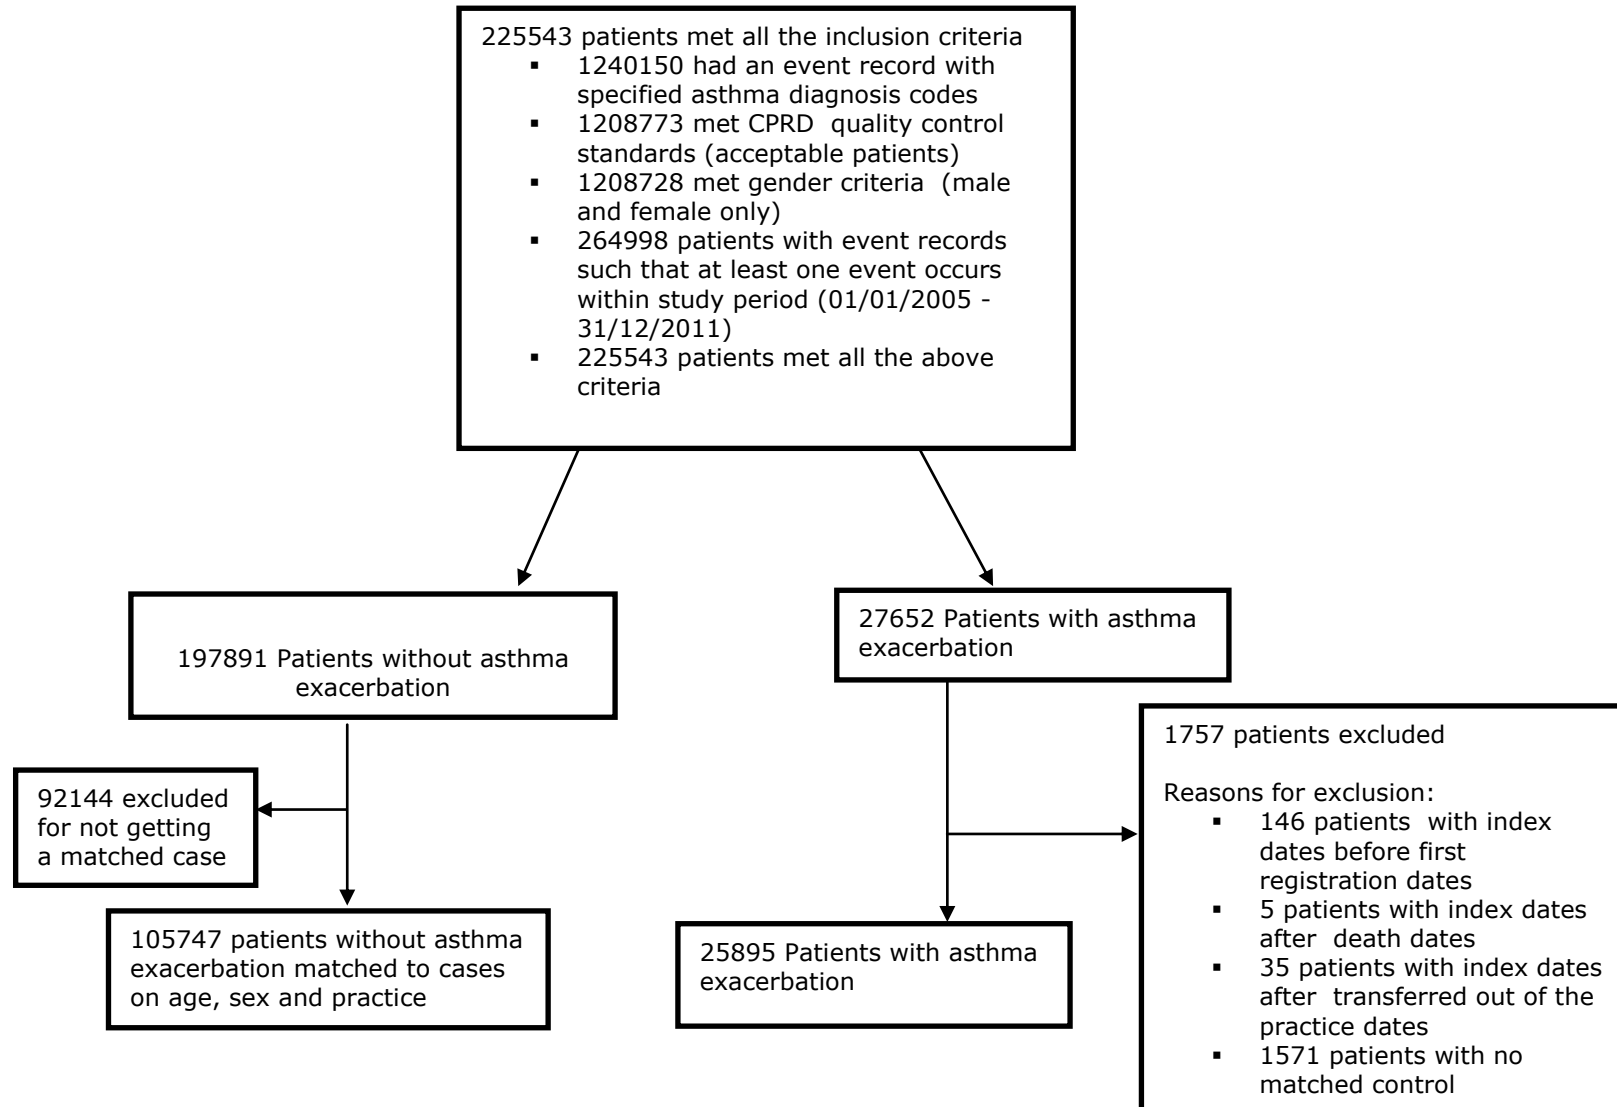 225543 patients met all the inclusion criteria
▪ 1240150 had an event record with
specified asthma diagnosis codes
▪ 1208773 met CPRD  quality control
standards (acceptable patients)
▪ 1208728 met gender criteria  (male
and female only)
▪ 264998 patients with event records
such that at least one event occurs
within study period (01/01/2005 -
31/12/2011)
▪ 225543 patients met all the above
criteria
197891 Patients without asthma
exacerbation
27652 Patients with asthma
exacerbation
92144 excluded
for not getting
a matched case
105747 patients without asthma
exacerbation matched to cases
on age, sex and practice
25895 Patients with asthma
exacerbation
1757 patients excluded
Reasons for exclusion:
▪ 146 patients  with index
dates before first
registration dates
▪ 5 patients with index dates
after  death dates
▪ 35 patients with index dates
after  transferred out of the
practice dates
▪ 1571 patients with no
matched control